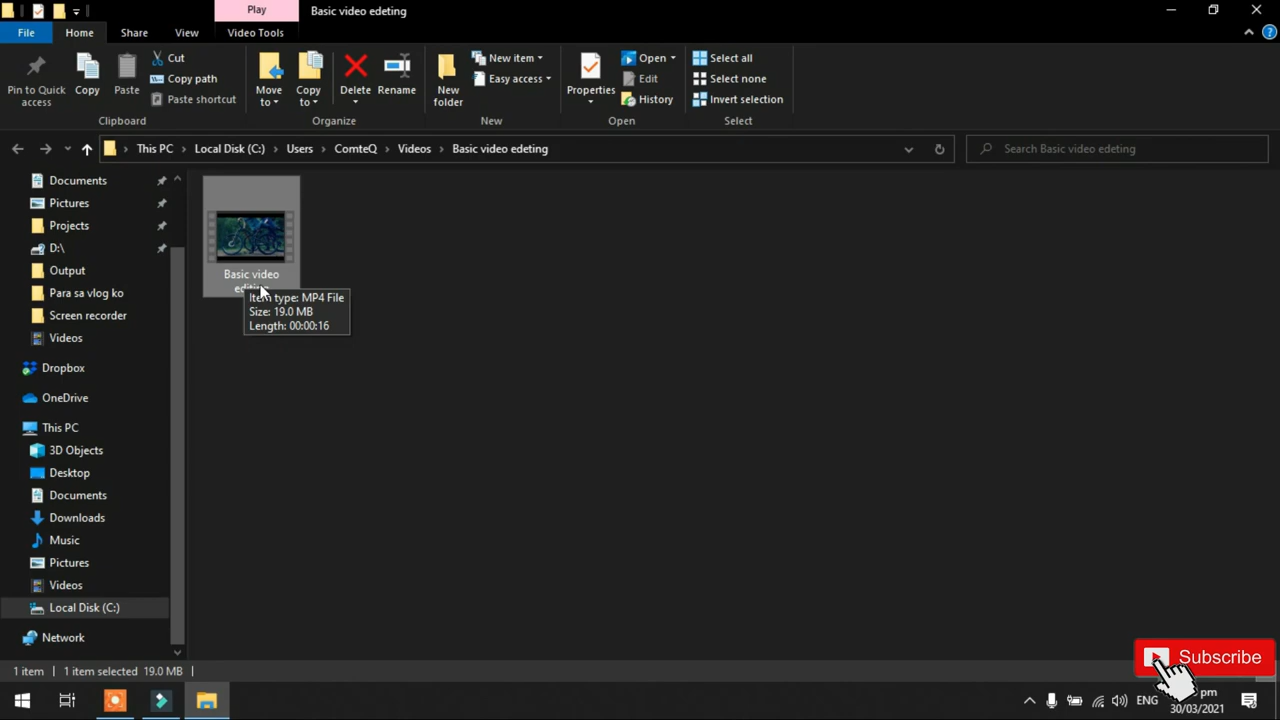 Play
Basic video edeting
File
Home
Share
View
Video Tools
Pin to Quick access
Copy
Paste
Cut
Copy path
Paste shortcut
Clipboard
Move to
Copy to
Delete
Rename
Organize
New folder
New item
Easy access
New
Properties
Open
Edit
History
Open
Select all
Select none
Invert selection
Select
This PC
Local Disk (C:)
Users
ComteQ
Videos
Basic video edeting
Search Basic video edeting
Documents
Pictures
Projects
D:\
Output
Para sa vlog ko
Screen recorder
Videos
Dropbox
OneDrive
This PC
3D Objects
Desktop
Documents
Downloads
Music
Pictures
Videos
Local Disk (C:)
Network
Basic video
Item type: MP4 File
Size: 19.0 MB
Length: 00:00:16
1 item
1 item selected 19.0 MB
Subscribe
ENG
pm
30/03/2021